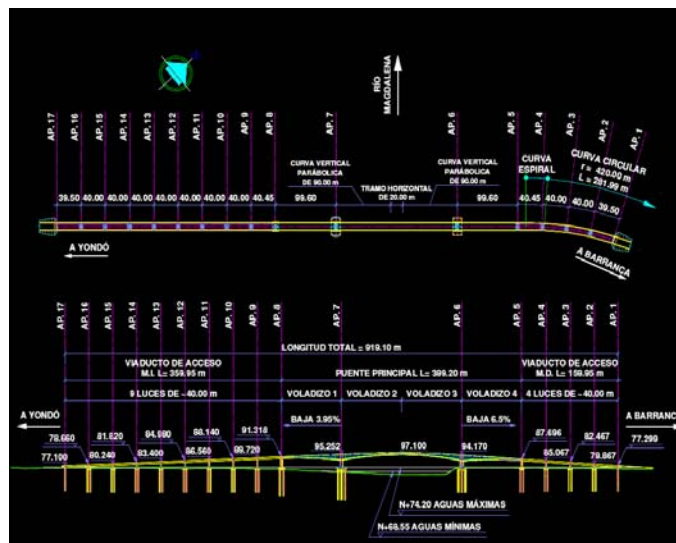 RÍO
MAGDALENA
AP. 17
AP. 16
AP. 15
AP. 14
AP. 13
AP. 12
AP. 11
AP. 10
AP. 9
AP. 8
AP. 7
AP. 6
AP. 5
AP. 4
AP. 3
AP. 2
AP. 1
CURVA VERTICAL
PARÁBOLICA
DE 90.00 m
TRAMO HORIZONTAL
DE 20.00 m
CURVA VERTICAL
PARÁBOLICA
DE 90.00 m
CURVA
ESPIRAL
CURVA CIRCULAR
r = 420.00 m
L = 281.99 m
39.50 40.00 40.00 40.00 40.00 40.00 40.00 40.00 40.45 99.60 99.60 40.45 40.00 40.00 39.50
A YONDÓ
A BARRANCA
AP. 17
AP. 16
AP. 15
AP. 14
AP. 13
AP. 12
AP. 11
AP. 10
AP. 9
AP. 8
AP. 7
AP. 6
AP. 5
AP. 4
AP. 3
AP. 2
AP. 1
LONGITUD TOTAL = 919.10 m
VIADUCTO DE ACCESO
M.I. L= 359.95 m
PUENTE PRINCIPAL L= 399.20 m
VIADUCTO DE ACCESO
M.D. L= 159.95 m
9 LUCES DE ~40.00 m
VOLADIZO 1
VOLADIZO 2
VOLADIZO 3
VOLADIZO 4
4 LUCES DE ~40.00 m
A YONDÓ
BAJA 3.95%
BAJA 6.5%
A BARRANC
78.660 81.820 84.980 88.140 91.318 95.252 97.100 94.170 87.696 82.467 77.299
77.100 80.240 83.400 86.560 89.720 85.067 79.867
N+74.20 AGUAS MÁXIMAS
N+68.55 AGUAS MÍNIMAS